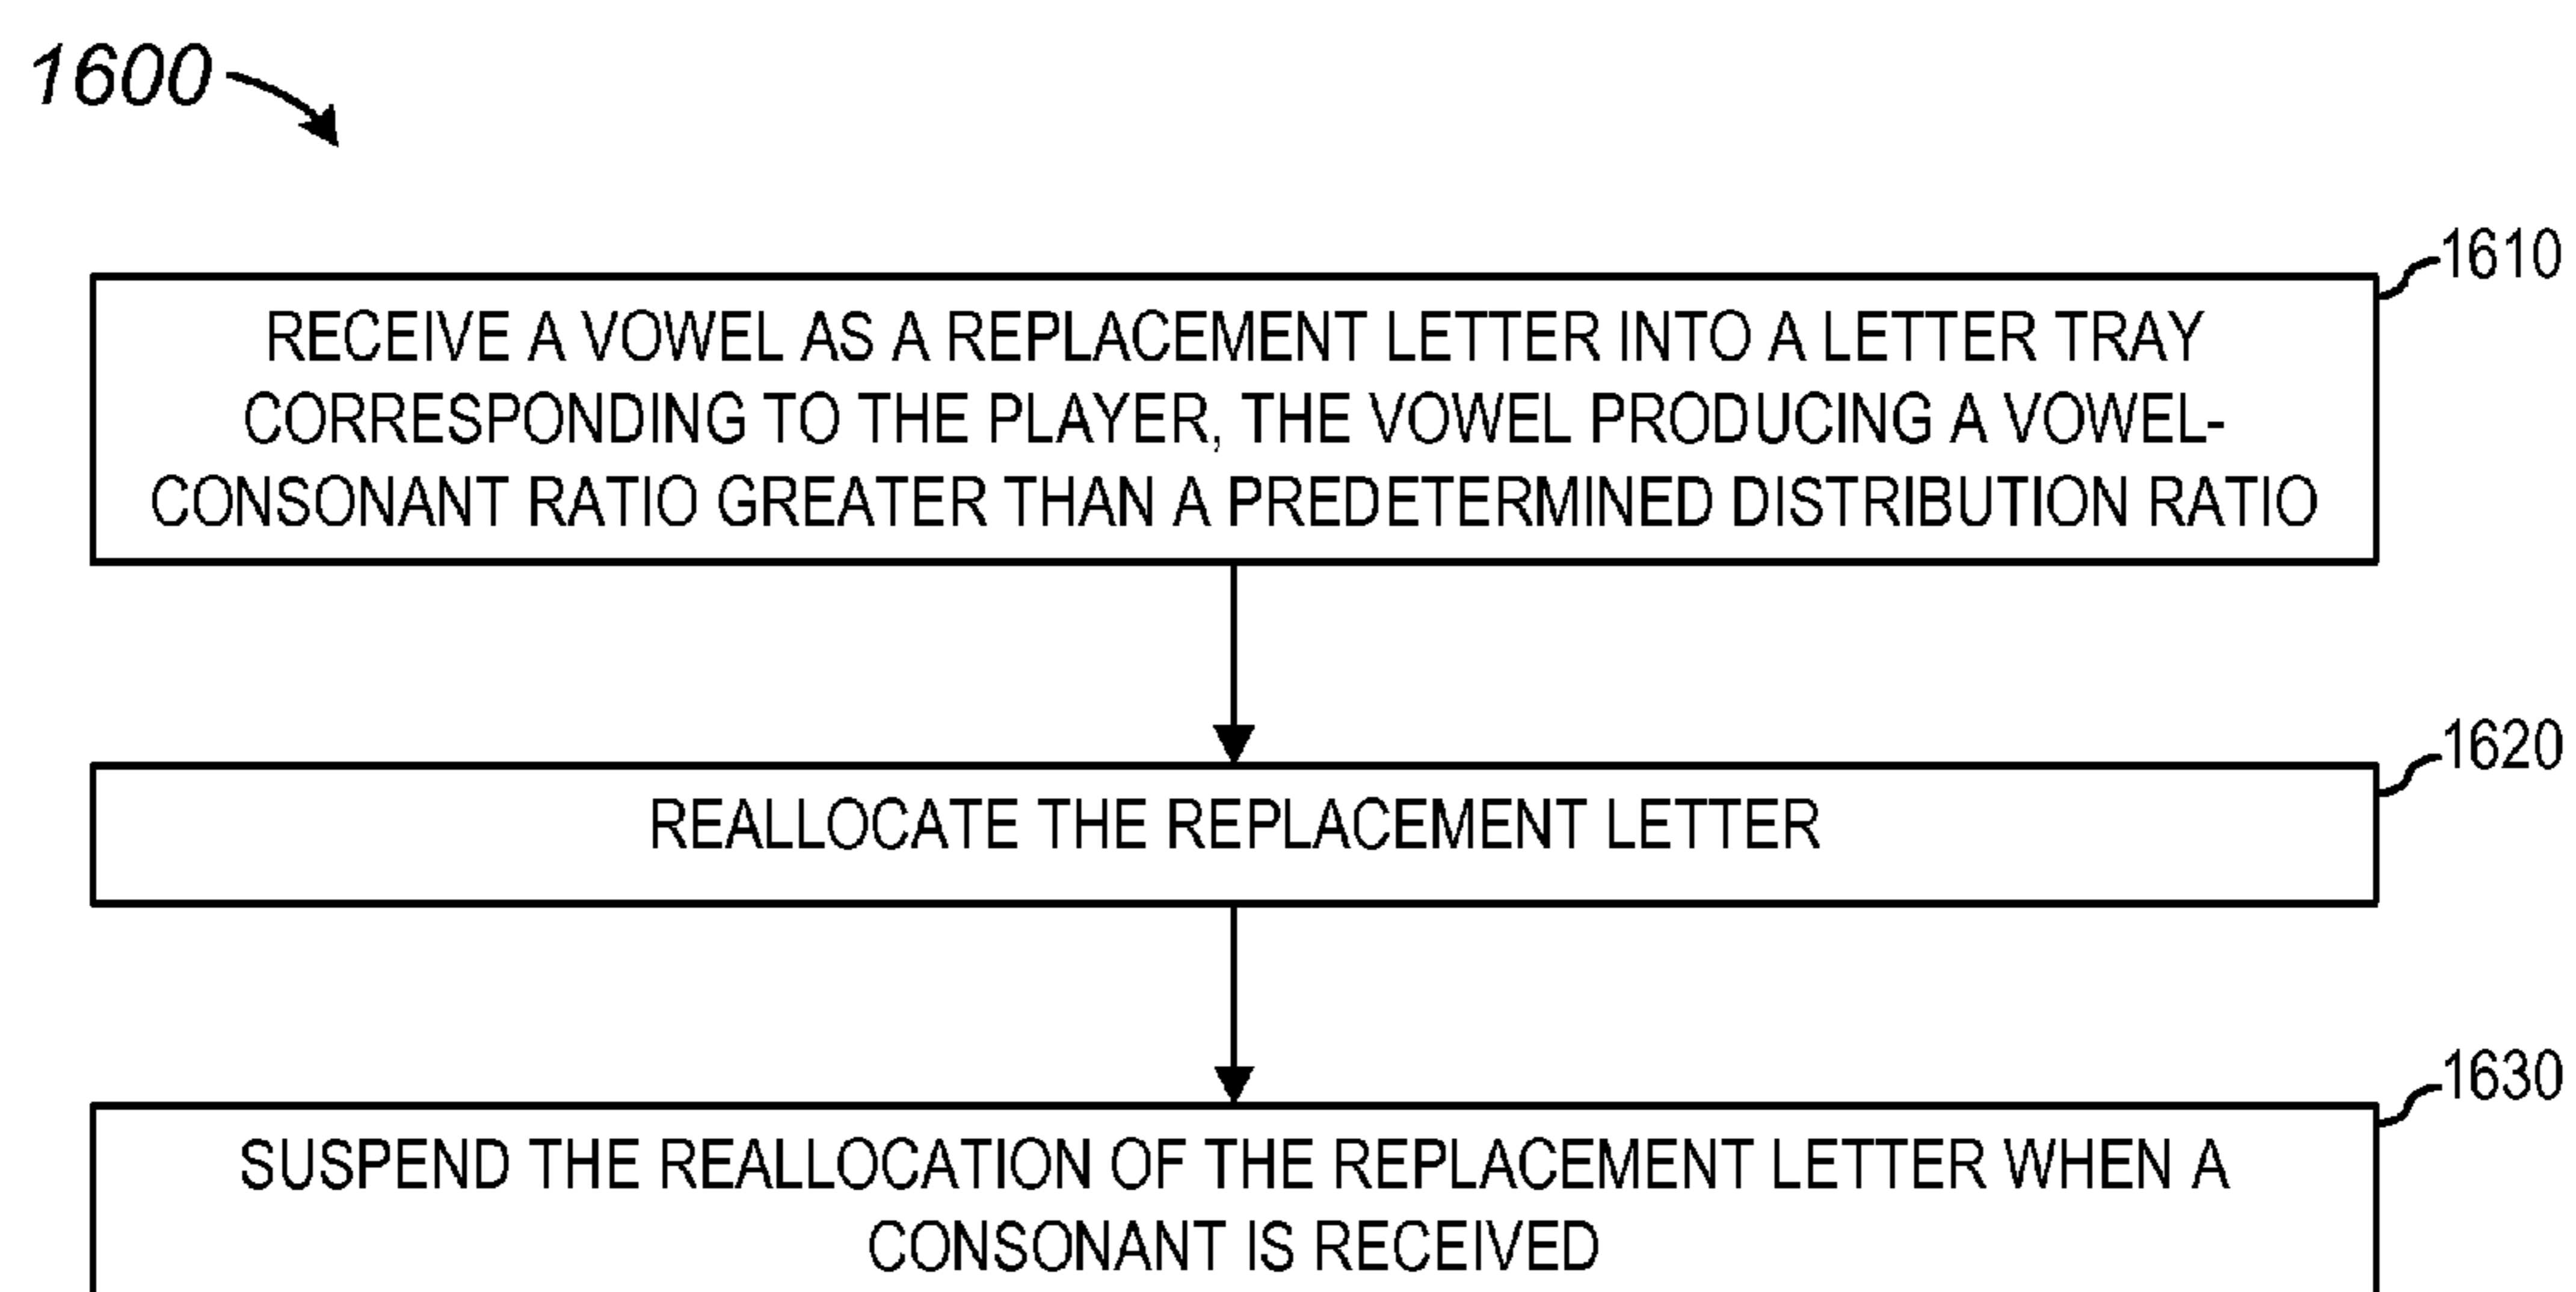 1600
1610
RECEIVE A VOWEL AS A REPLACEMENT LETTER INTO A LETTER TRAY
CORRESPONDING TO THE PLAYER, THE VOWEL PRODUCING A VOWEL-
CONSONANT RATIO GREATER THAN A PREDETERMINED DISTRIBUTION RATIO
1620
REALLOCATE THE REPLACEMENT LETTER
1630
SUSPEND THE REALLOCATION OF THE REPLACEMENT LETTER WHEN A
CONSONANT IS RECEIVED